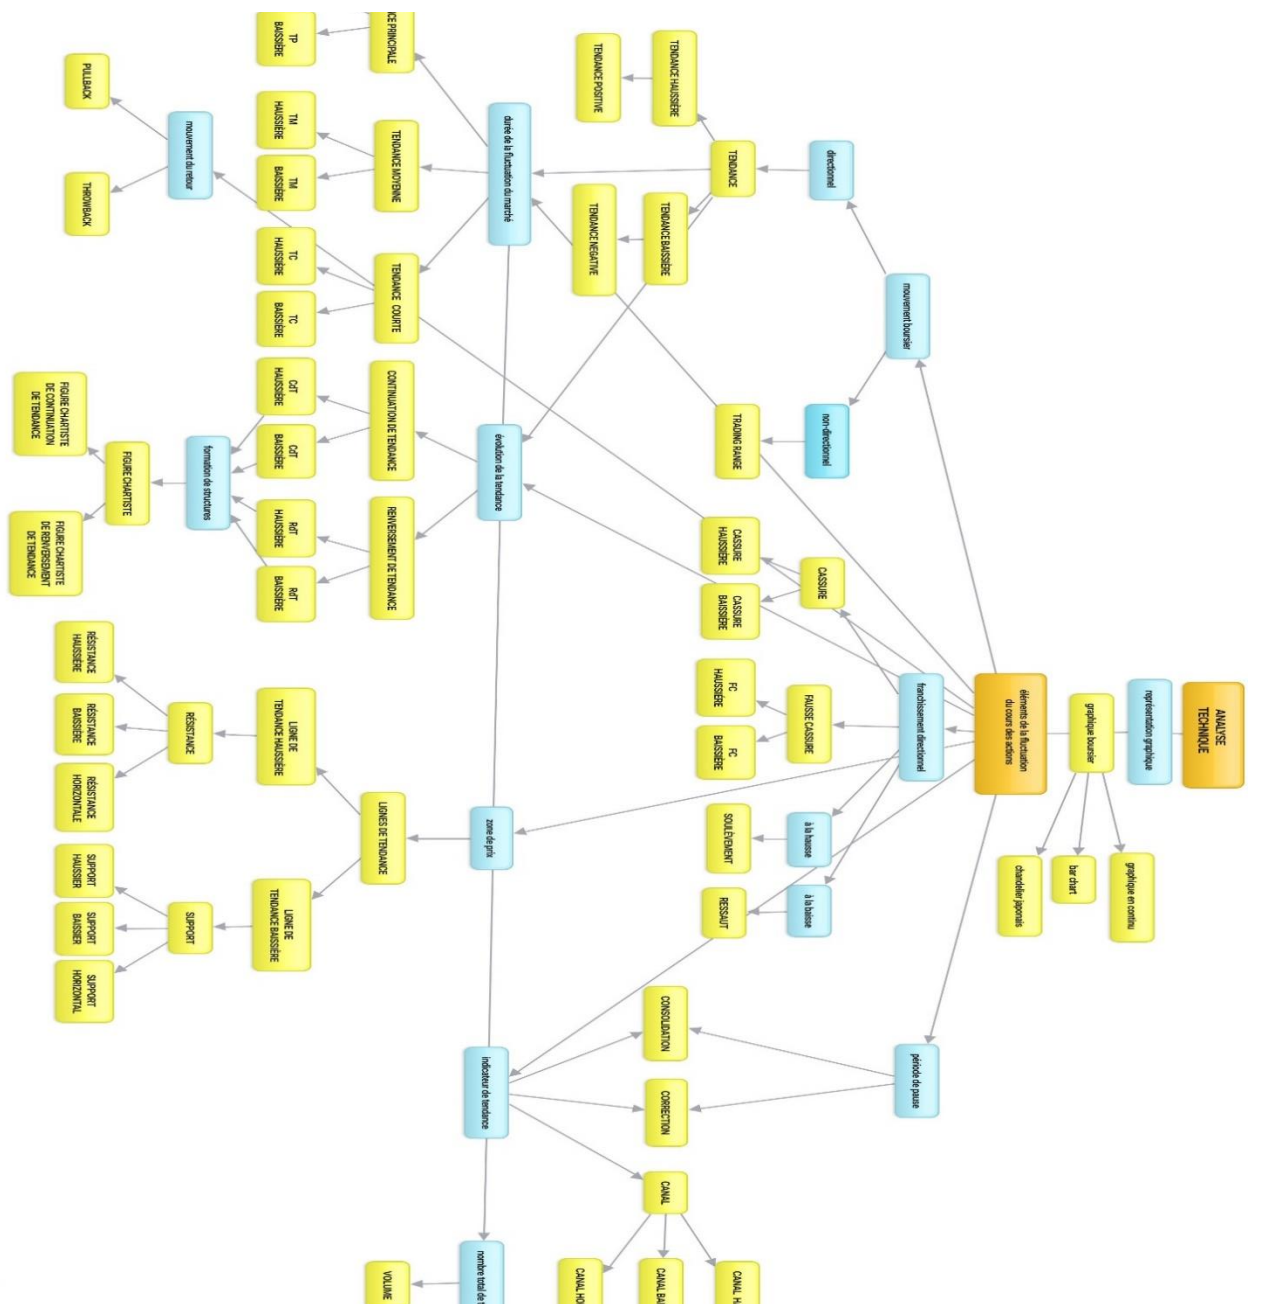 ANALYSE
TECHNIQUE
représentation graphique
graphique boursier
graphique en continu
bar chart
chandelier japonais
éléments de la fluctuation
du cours des actions
mouvement boursier
franchissement directionnel
période de pause
directionnel
non-directionnel
CASSURE
FAUSSE CASSURE
à la hausse
à la baisse
TENDANCE
TRADING RANGE
CASSURE
HAUSSIÈRE
CASSURE
BAISSIÈRE
FC
HAUSSIÈRE
FC
BAISSIÈRE
SOULÈVEMENT
RESSAUT
TENDANCE HAUSSIÈRE
TENDANCE BAISSIÈRE
CONSOLIDATION
CORRECTION
CANAL
TENDANCE POSITIVE
TENDANCE NEGATIVE
CANAL
CANAL
CANAL
durée de la fluctuation du marché
évolution de la tendance
zone de prix
indicateur de tendance
nombre total de
PRINCIPALE
TENDANCE MOYENNE
TENDANCE COURTE
CONTINUATION DE TENDANCE
RENVERSEMENT DE TENDANCE
LIGNES DE TENDANCE
VOLUME
TP
BAISSIÈRE
TM
HAUSSIÈRE
TM
BAISSIÈRE
TC
HAUSSIÈRE
TC
BAISSIÈRE
CdT
HAUSSIÈRE
CdT
BAISSIÈRE
RdT
HAUSSIÈRE
RdT
BAISSIÈRE
LIGNE DE
TENDANCE HAUSSIÈRE
LIGNE DE
TENDANCE BAISSIÈRE
mouvement du retour
formation de structures
RÉSISTANCE
SUPPORT
PULLBACK
THROWBACK
FIGURE CHARTISTE
RÉSISTANCE
HAUSSIÈRE
RÉSISTANCE
BAISSIÈRE
RÉSISTANCE
HORIZONTALE
SUPPORT
HAUSSIER
SUPPORT
BAISSIER
SUPPORT
HORIZONTAL
FIGURE CHARTISTE
DE CONTINUATION
DE TENDANCE
FIGURE CHARTISTE
DE RENVERSEMENT
DE TENDANCE